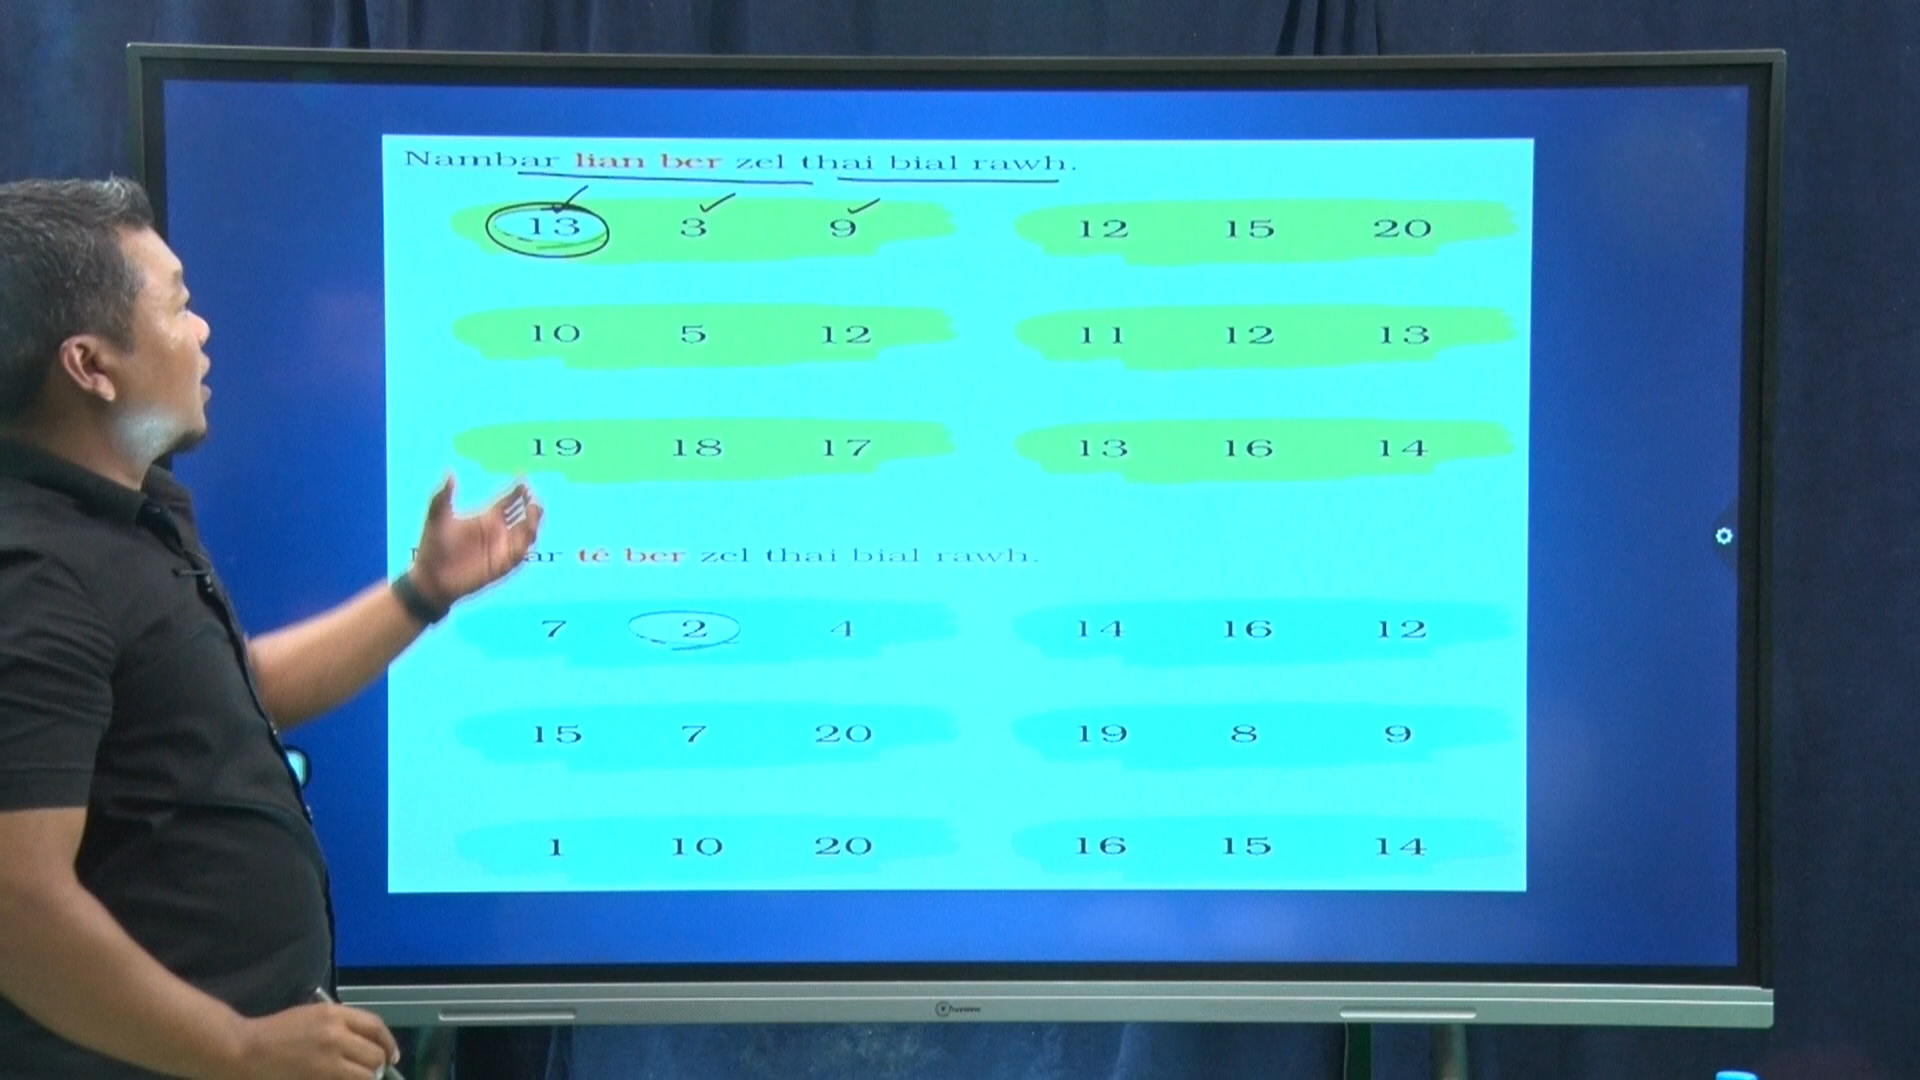 Nambar lian ber zel thai bial rawh.
13 3 9 12 15 20
10 5 12 11 12 13
19 18 17 13 16 14
ar tê ber zel thai bial rawh.
7 2 4 14 16 12
15 7 20 19 8 9
1 10 20 16 15 14